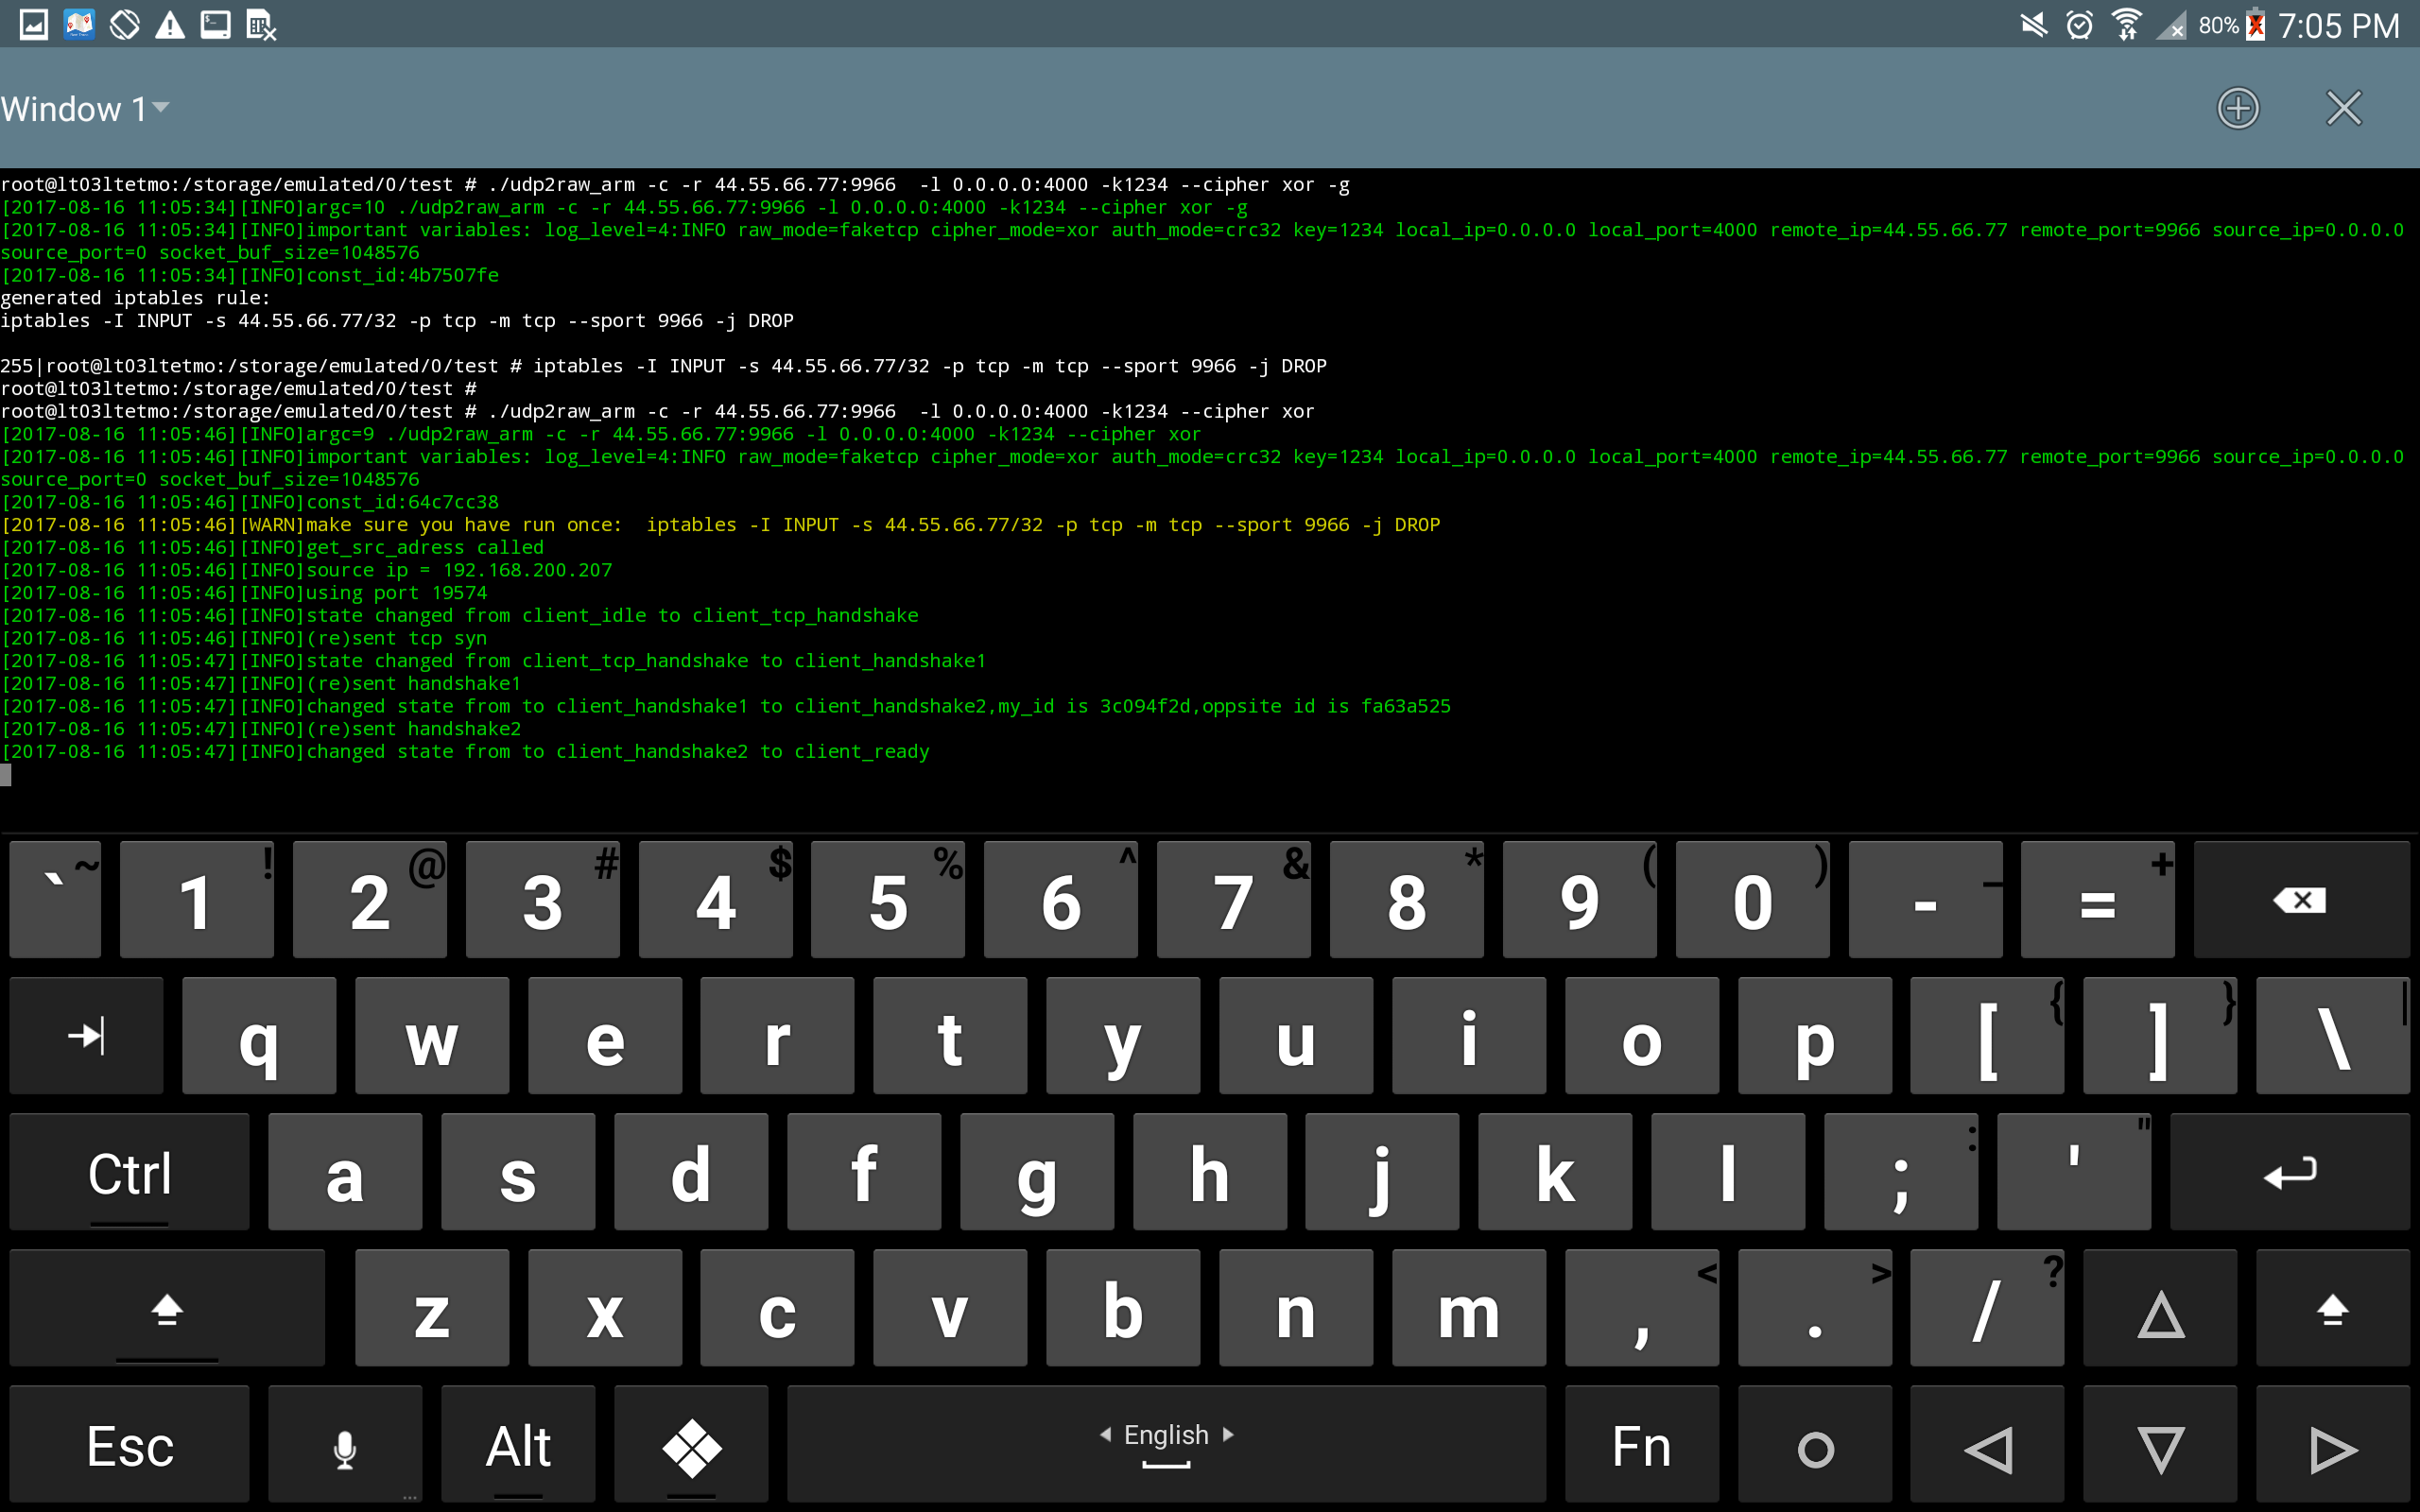 80% 7:05 PM
Window 1
root@lt03ltetmo:/storage/emulated/0/test # ./udp2raw_arm -c -r 44.55.66.77:9966  -l 0.0.0.0:4000 -k1234 --cipher xor -g
[2017-08-16 11:05:34][INFO]argc=10 ./udp2raw_arm -c -r 44.55.66.77:9966 -l 0.0.0.0:4000 -k1234 --cipher xor -g
[2017-08-16 11:05:34][INFO]important variables: log_level=4:INFO raw_mode=faketcp cipher_mode=xor auth_mode=crc32 key=1234 local_ip=0.0.0.0 local_port=4000 remote_ip=44.55.66.77 remote_port=9966 source_ip=0.0.0.0
source_port=0 socket_buf_size=1048576
[2017-08-16 11:05:34][INFO]const_id:4b7507fe
generated iptables rule:
iptables -I INPUT -s 44.55.66.77/32 -p tcp -m tcp --sport 9966 -j DROP
255|root@lt03ltetmo:/storage/emulated/0/test # iptables -I INPUT -s 44.55.66.77/32 -p tcp -m tcp --sport 9966 -j DROP
root@lt03ltetmo:/storage/emulated/0/test #
root@lt03ltetmo:/storage/emulated/0/test # ./udp2raw_arm -c -r 44.55.66.77:9966  -l 0.0.0.0:4000 -k1234 --cipher xor
[2017-08-16 11:05:46][INFO]argc=9 ./udp2raw_arm -c -r 44.55.66.77:9966 -l 0.0.0.0:4000 -k1234 --cipher xor
[2017-08-16 11:05:46][INFO]important variables: log_level=4:INFO raw_mode=faketcp cipher_mode=xor auth_mode=crc32 key=1234 local_ip=0.0.0.0 local_port=4000 remote_ip=44.55.66.77 remote_port=9966 source_ip=0.0.0.0
source_port=0 socket_buf_size=1048576
[2017-08-16 11:05:46][INFO]const_id:64c7cc38
[2017-08-16 11:05:46][WARN]make sure you have run once:  iptables -I INPUT -s 44.55.66.77/32 -p tcp -m tcp --sport 9966 -j DROP
[2017-08-16 11:05:46][INFO]get_src_adress called
[2017-08-16 11:05:46][INFO]source ip = 192.168.200.207
[2017-08-16 11:05:46][INFO]using port 19574
[2017-08-16 11:05:46][INFO]state changed from client_idle to client_tcp_handshake
[2017-08-16 11:05:46][INFO](re)sent tcp syn
[2017-08-16 11:05:47][INFO]state changed from client_tcp_handshake to client_handshake1
[2017-08-16 11:05:47][INFO](re)sent handshake1
[2017-08-16 11:05:47][INFO]changed state from to client_handshake1 to client_handshake2,my_id is 3c094f2d,oppsite id is fa63a525
[2017-08-16 11:05:47][INFO](re)sent handshake2
[2017-08-16 11:05:47][INFO]changed state from to client_handshake2 to client_ready
` ~ 1 ! 2 @ 3 # 4 $ 5 % 6 ^ 7 & 8 * 9 ( 0 ) - _ = +
q w e r t y u i o p [ { ] } \ |
Ctrl a s d f g h j k l ; : ' "
z x c v b n m , < . > / ?
Esc Alt English Fn